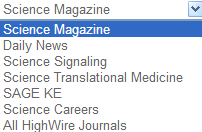 Science Magazine
Science Magazine
Daily News
Science Signaling
Science Translational Medicine
SAGE KE
Science Careers
All HighWire Journals